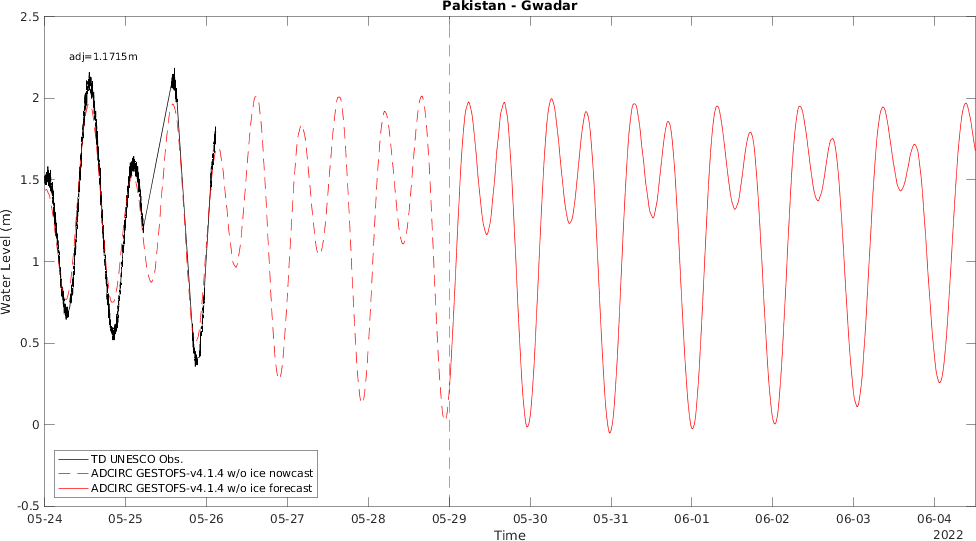 Pakistan - Gwadar
2.5
2
1.5
1
0.5
0
-0.5
Water Level (m)
adj=1.1715m
TD UNESCO Obs.
ADCIRC GESTOFS-v4.1.4 w/o ice nowcast
ADCIRC GESTOFS-v4.1.4 w/o ice forecast
05-24 05-25 05-26 05-27 05-28 05-29 05-30 05-31 06-01 06-02 06-03 06-04
Time
2022